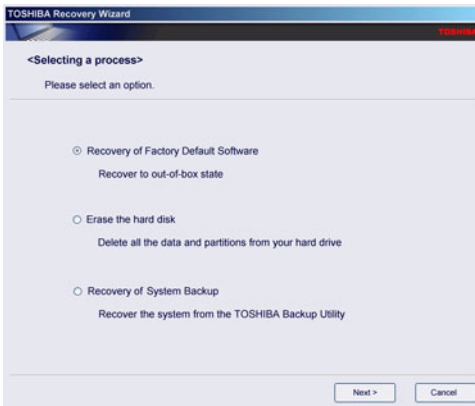 TOSHIBA Recovery Wizard
TOSHIBA
<Selecting a process>
Please select an option.
Recovery of Factory Default Software
Recover to out-of-box state
Erase the hard disk
Delete all the data and partitions from your hard drive
Recovery of System Backup
Recover the system from the TOSHIBA Backup Utility
Next >
Cancel